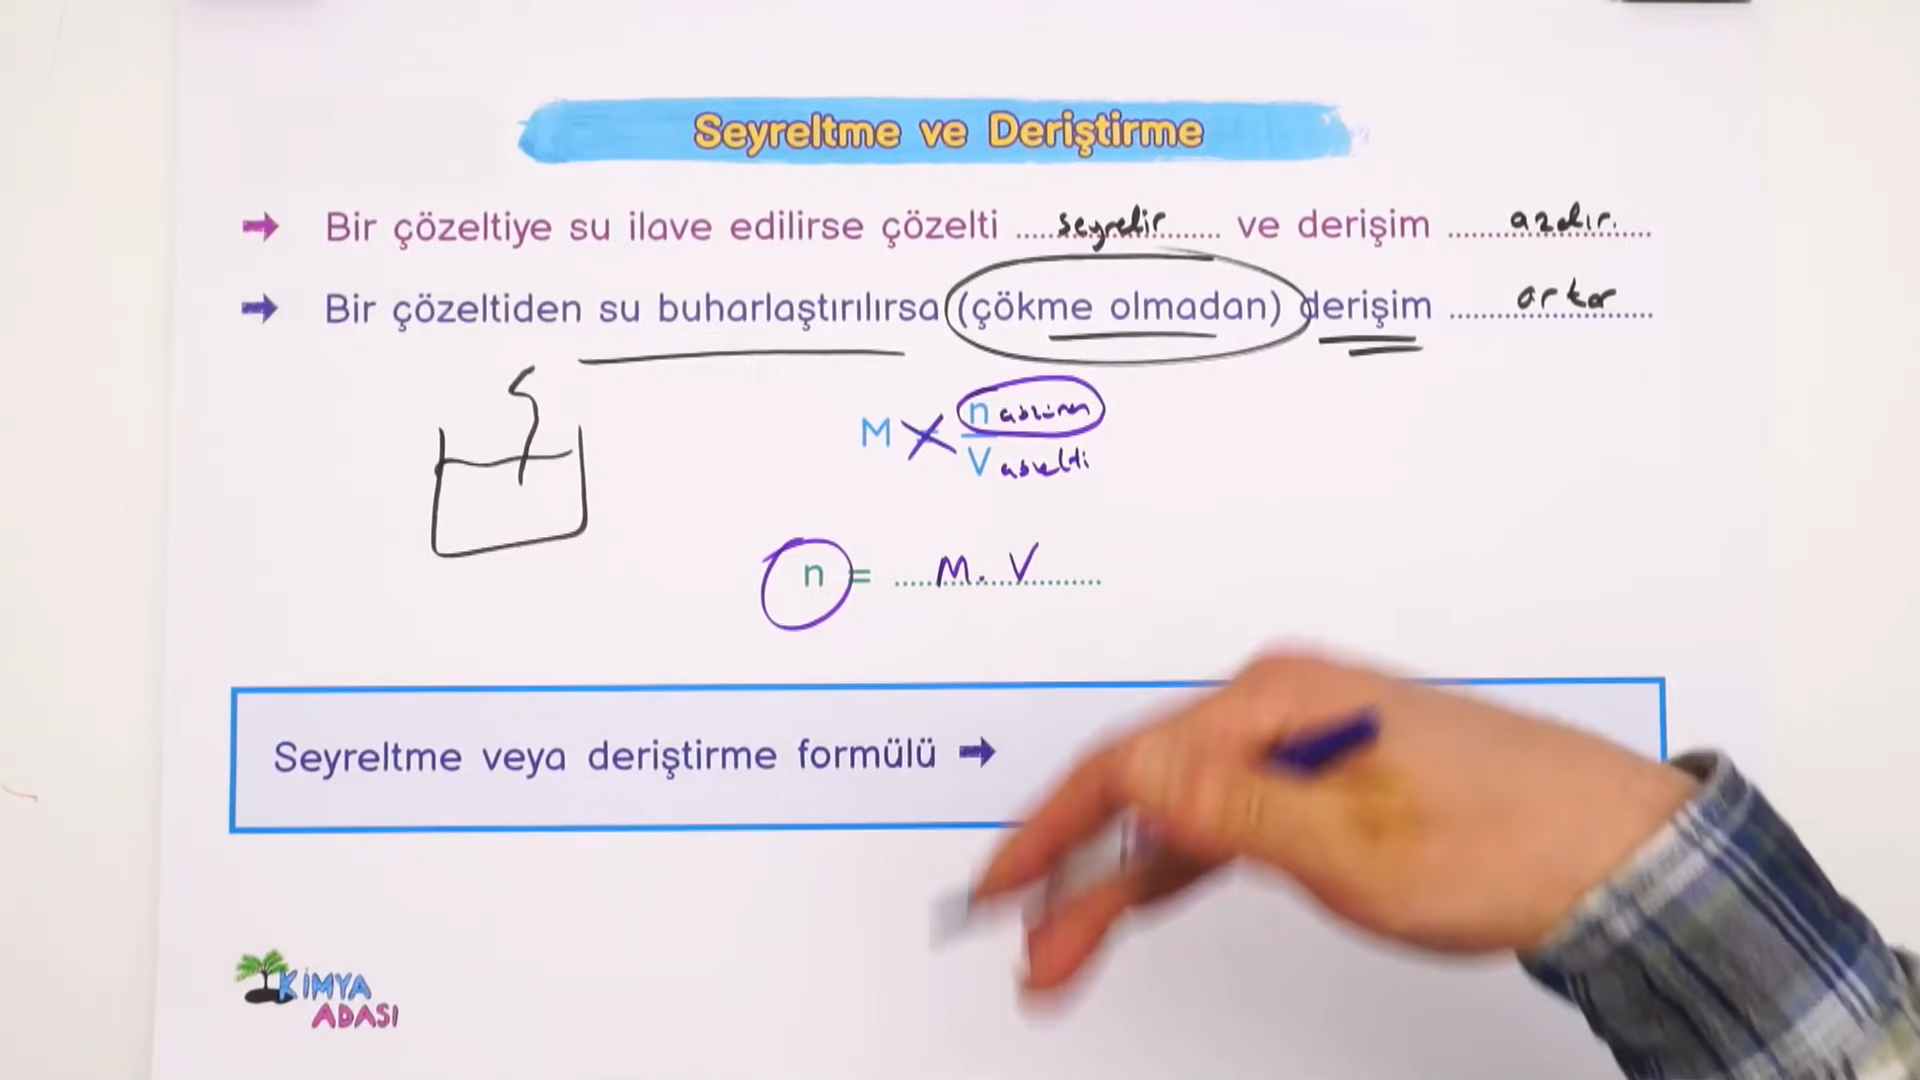 Seyreltme ve Deriştirme
➡ Bir çözeltiye su ilave edilirse çözelti .....seyrelir..... ve derişim .....azalır......
➡ Bir çözeltiden su buharlaştırılırsa (çökme olmadan) derişim .....artar.....
M = n çözünen
V çözelti
n = .....M. V.....
Seyreltme veya deriştirme formülü ➡
KİMYA
ADASI